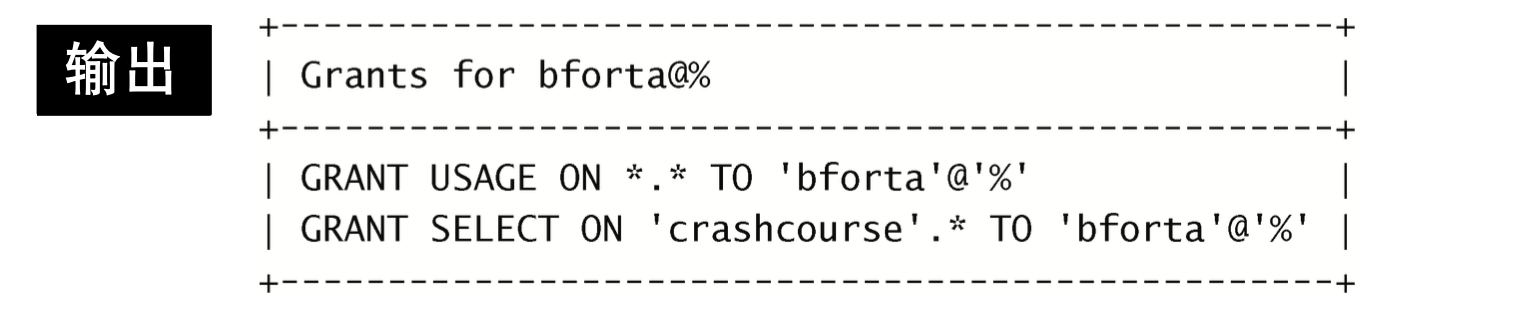 输出
+--------------------------------------------------+
| Grants for bforta@% |
+--------------------------------------------------+
| GRANT USAGE ON *.* TO 'bforta'@'%' |
| GRANT SELECT ON 'crashcourse'.* TO 'bforta'@'%' |
+--------------------------------------------------+